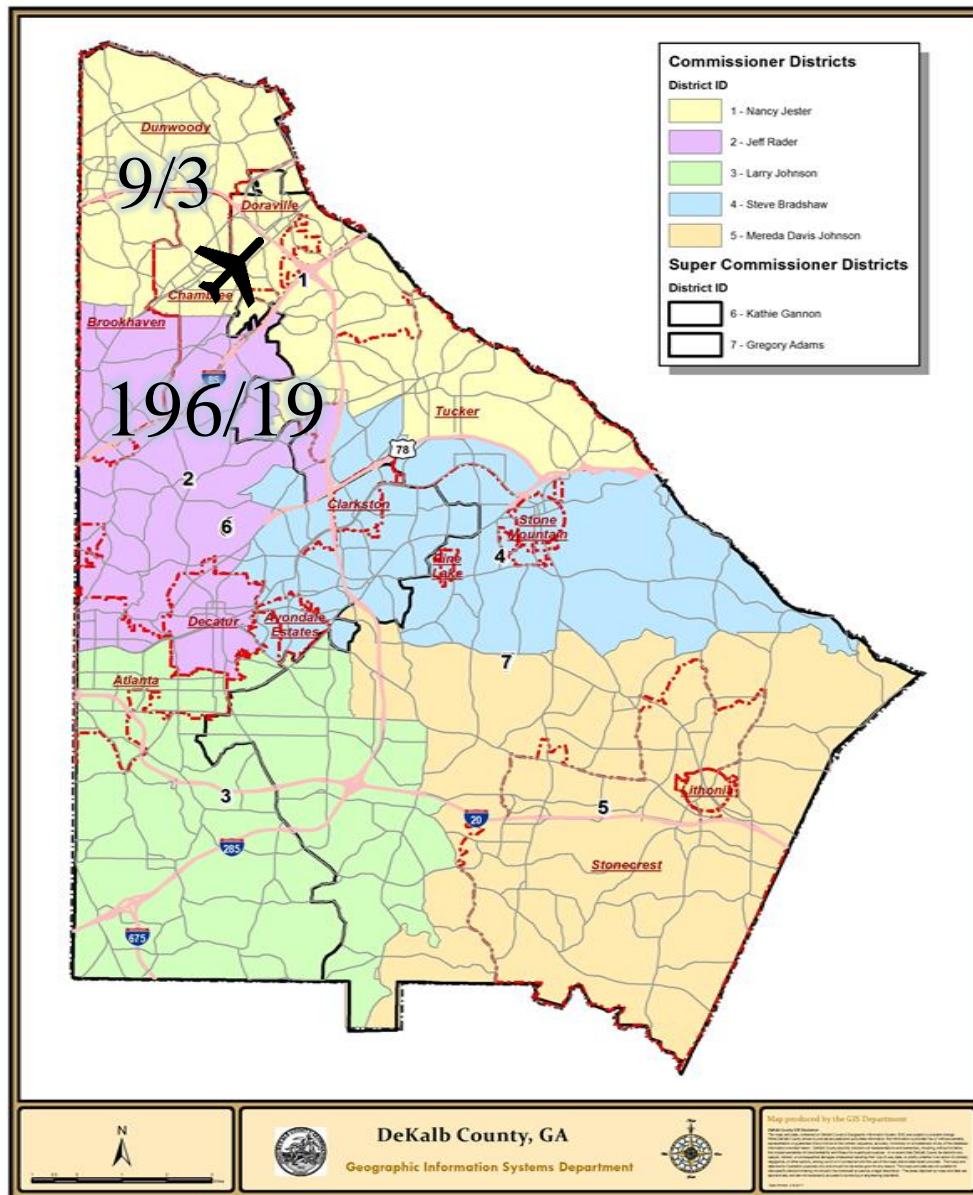 Commissioner Districts
District ID
1 - Nancy Jester
2 - Jeff Rader
3 - Larry Johnson
4 - Steve Bradshaw
5 - Mereda Davis Johnson
Super Commissioner Districts
District ID
6 - Kathie Gannon
7 - Gregory Adams
Dunwoody
9/3
Doraville
1
Chamblee
Brookhaven
85
196/19
Tucker
78
2
Clarkston
6
Stone
Mountain
4
Pine
Lake
Decatur
Avondale
Estates
7
Atlanta
3
5
Lithonia
20
285
Stonecrest
675
N
DeKalb County, GA
Geographic Information Systems Department
Map produced by the GIS Department